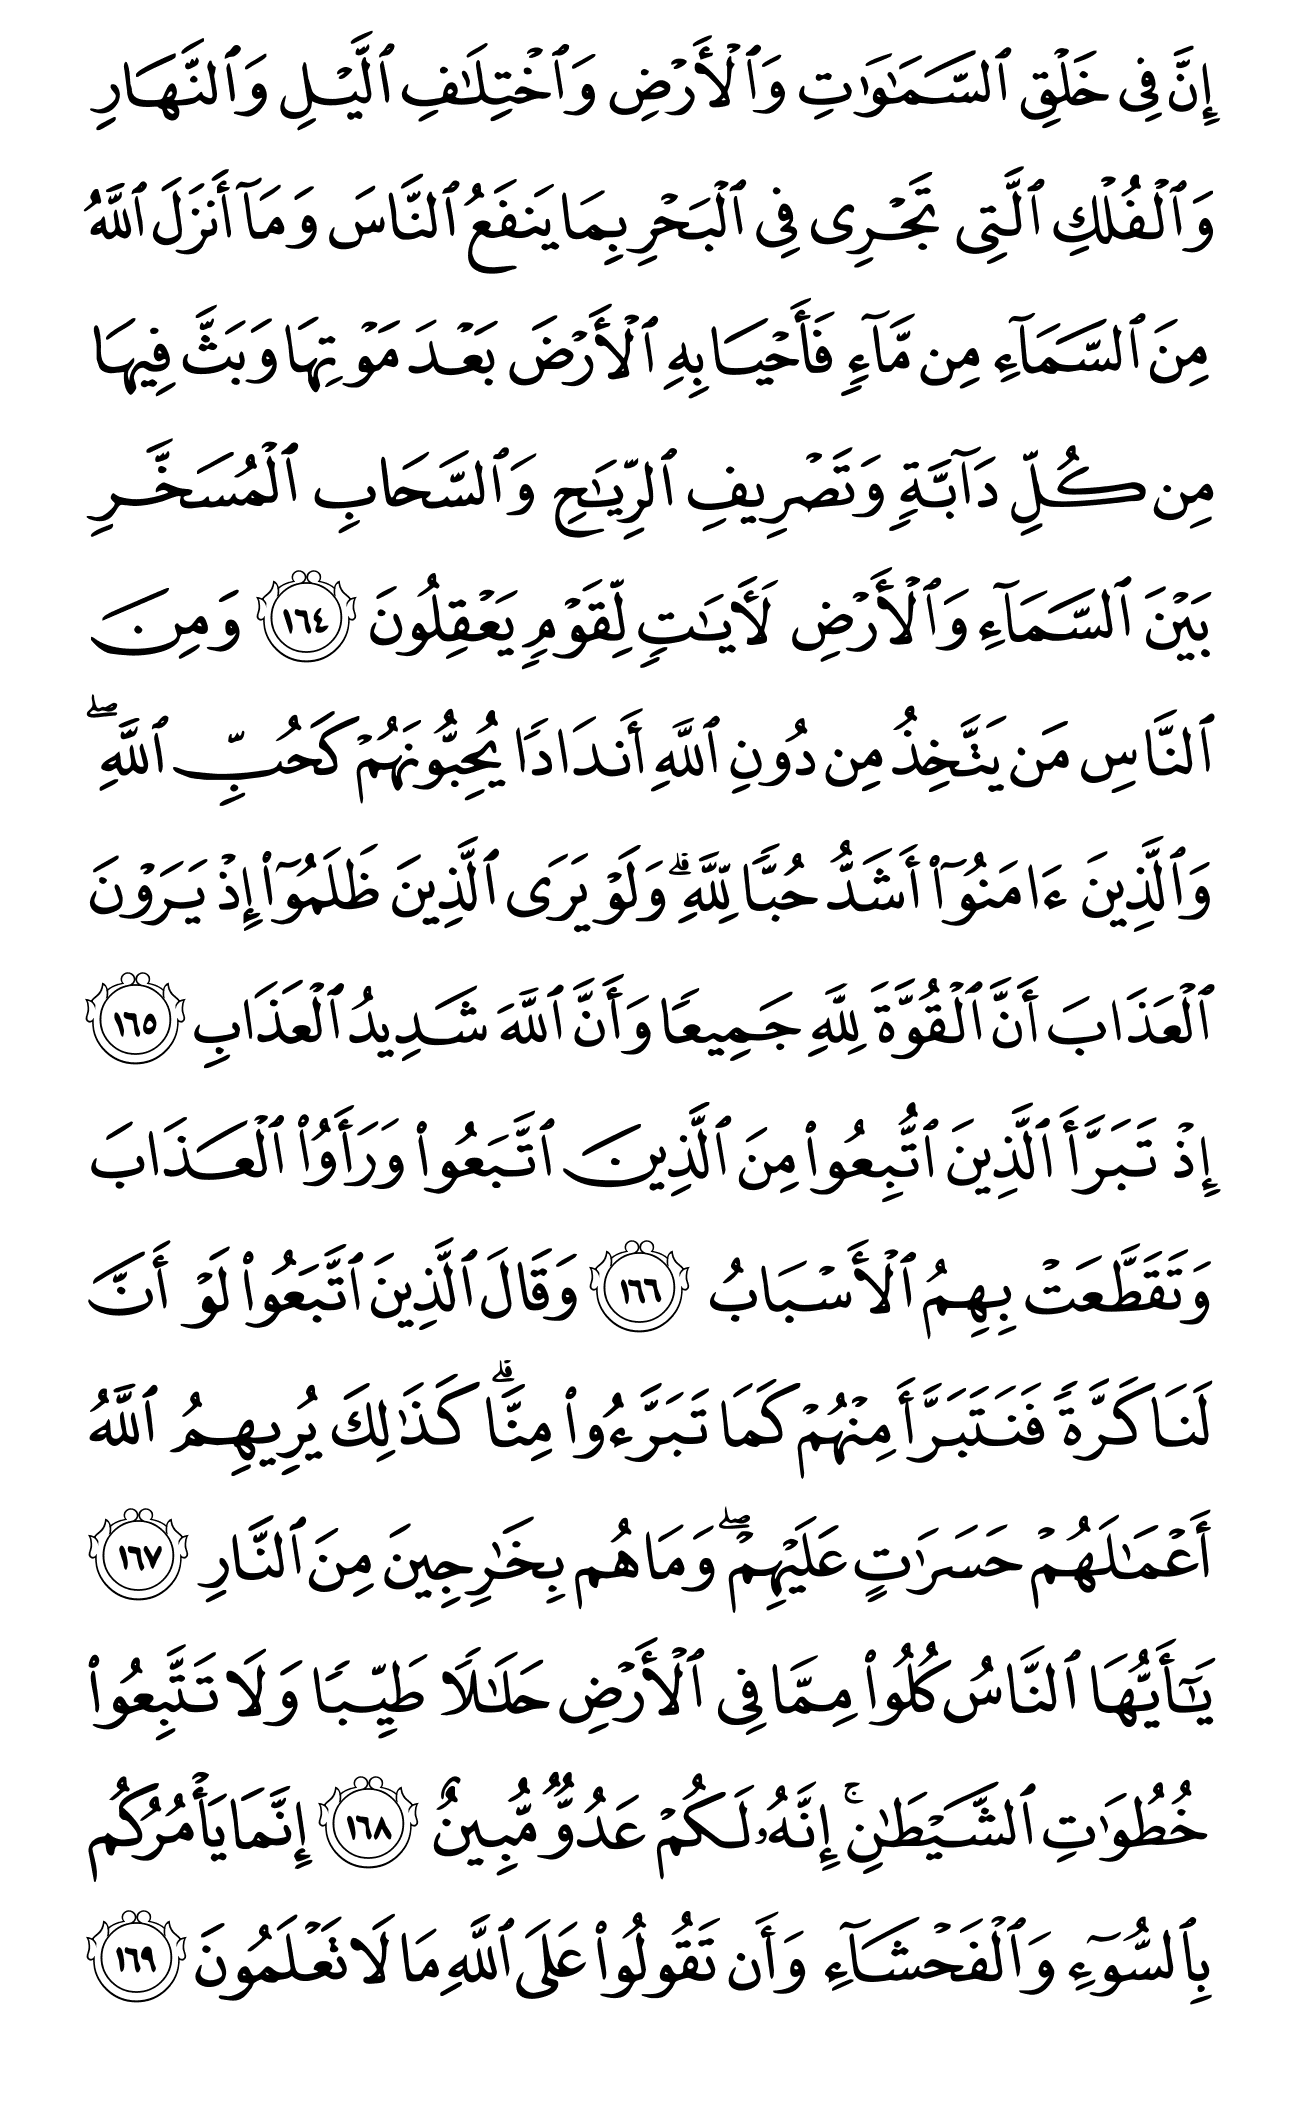 إِنَّ فِى خَلۡقِ ٱلسَّمَـٰوَٰتِ وَٱلۡأَرۡضِ وَٱخۡتِلَـٰفِ ٱلَّيۡلِ وَٱلنَّهَارِ
وَٱلۡفُلۡكِ ٱلَّتِى تَجۡرِى فِى ٱلۡبَحۡرِ بِمَا يَنفَعُ ٱلنَّاسَ وَمَآ أَنزَلَ ٱللَّهُ
مِنَ ٱلسَّمَآءِ مِن مَّآءٍ فَأَحۡيَا بِهِ ٱلۡأَرۡضَ بَعۡدَ مَوۡتِهَا وَبَثَّ فِيهَا
مِن كُلِّ دَآبَّةٍ وَتَصۡرِيفِ ٱلرِّيَـٰحِ وَٱلسَّحَابِ ٱلۡمُسَخَّرِ
بَيۡنَ ٱلسَّمَآءِ وَٱلۡأَرۡضِ لَأَيَـٰتٍ لِّقَوۡمٍ يَعۡقِلُونَ ١٦٤ وَمِنَ
ٱلنَّاسِ مَن يَتَّخِذُ مِن دُونِ ٱللَّهِ أَندَادًا يُحِبُّونَهُمۡ كَحُبِّ ٱللَّهِۖ
وَٱلَّذِينَ ءَامَنُوٓاْ أَشَدُّ حُبًّا لِّلَّهِۗ وَلَوۡ يَرَى ٱلَّذِينَ ظَلَمُوٓاْ إِذۡ يَرَوۡنَ
ٱلۡعَذَابَ أَنَّ ٱلۡقُوَّةَ لِلَّهِ جَمِيعًا وَأَنَّ ٱللَّهَ شَدِيدُ ٱلۡعَذَابِ ١٦٥
إِذۡ تَبَرَّأَ ٱلَّذِينَ ٱتُّبِعُواْ مِنَ ٱلَّذِينَ ٱتَّبَعُواْ وَرَأَوُاْ ٱلۡعَذَابَ
وَتَقَطَّعَتۡ بِهِمُ ٱلۡأَسۡبَابُ ١٦٦ وَقَالَ ٱلَّذِينَ ٱتَّبَعُواْ لَوۡ أَنَّ
لَنَا كَرَّةً فَنَتَبَرَّأَ مِنۡهُمۡ كَمَا تَبَرَّءُواْ مِنَّاۗ كَذَٰلِكَ يُرِيهِمُ ٱللَّهُ
أَعۡمَـٰلَهُمۡ حَسَرَٰتٍ عَلَيۡهِمۡۖ وَمَا هُم بِخَـٰرِجِينَ مِنَ ٱلنَّارِ ١٦٧
يَـٰٓأَيُّهَا ٱلنَّاسُ كُلُواْ مِمَّا فِى ٱلۡأَرۡضِ حَلَـٰلًا طَيِّبًا وَلَا تَتَّبِعُواْ
خُطُوَٰتِ ٱلشَّيۡطَـٰنِۚ إِنَّهُۥ لَكُمۡ عَدُوٌّ مُّبِينٌ ١٦٨ إِنَّمَا يَأۡمُرُكُم
بِٱلسُّوٓءِ وَٱلۡفَحۡشَآءِ وَأَن تَقُولُواْ عَلَى ٱللَّهِ مَا لَا تَعۡلَمُونَ ١٦٩